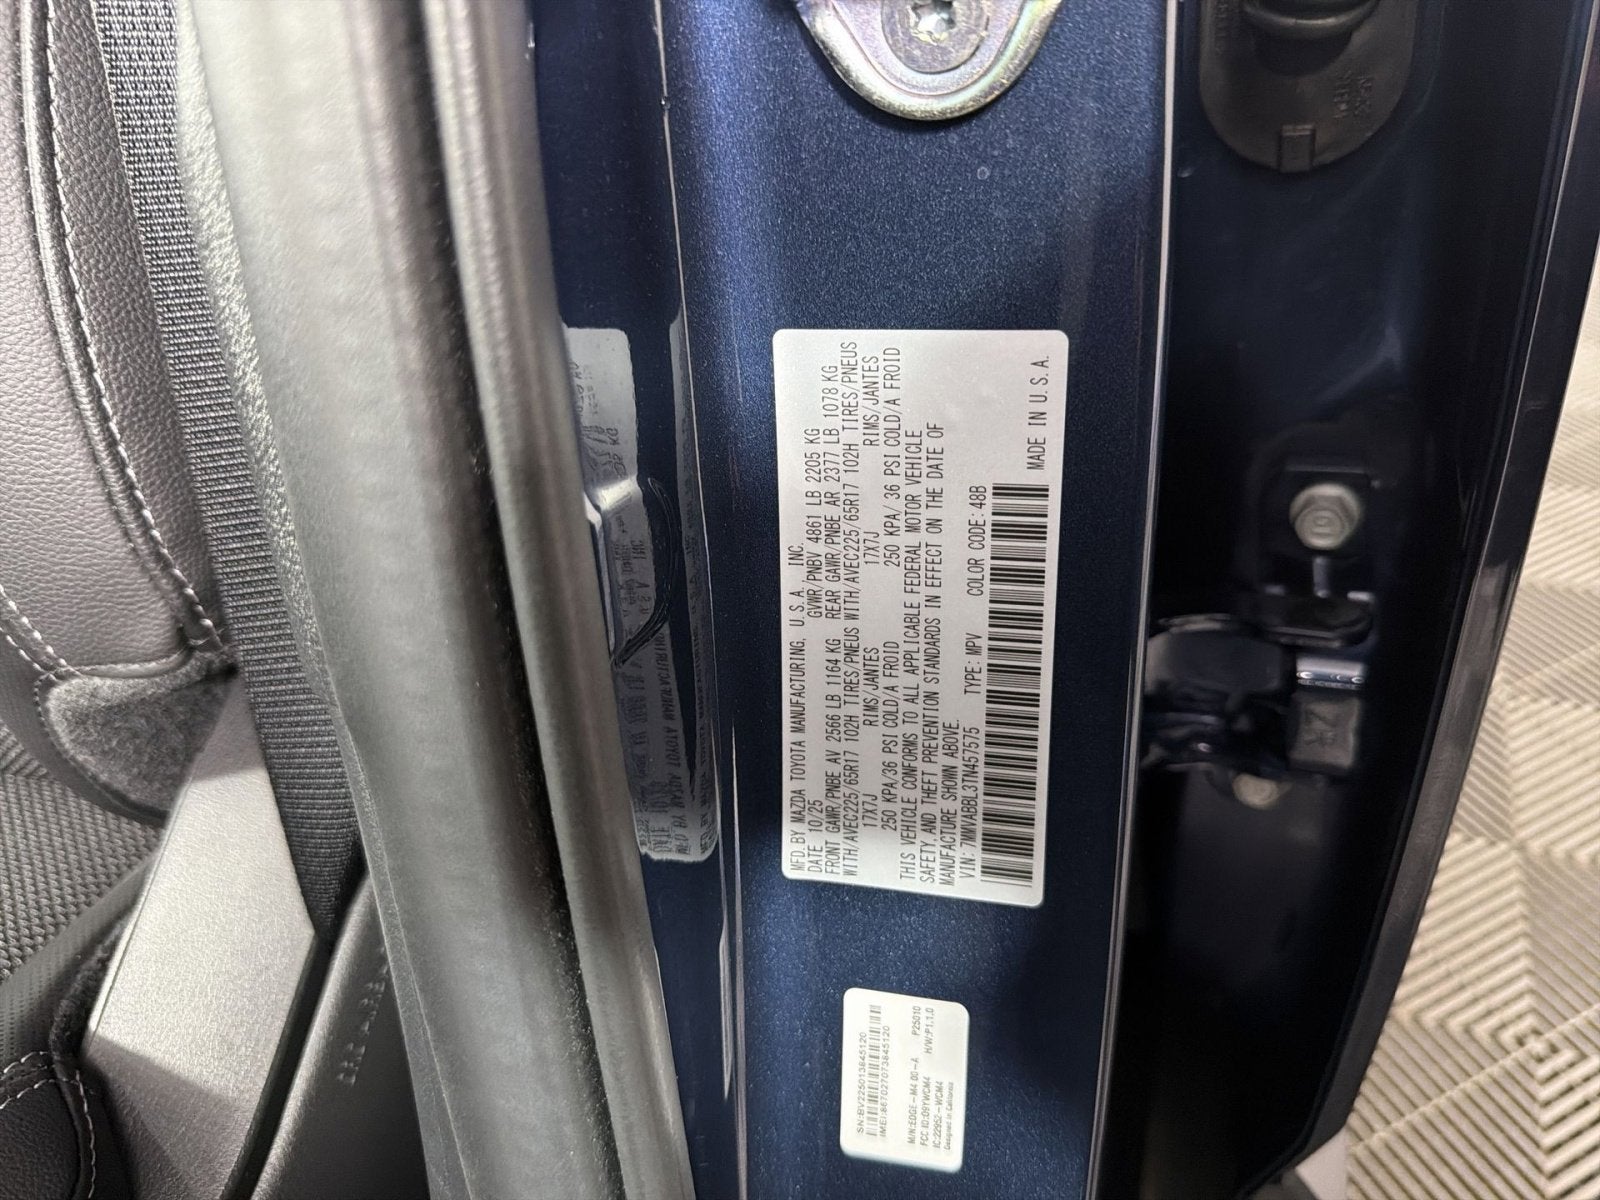 MFD. BY MAZDA TOYOTA MANUFACTURING, U.S.A. INC.
DATE 10/25 GVWR/PNBV 4861 LB 2205 KG
FRONT GAWR/PNBE AV 2566 LB 1164 KG REAR GAWR/PNBE AR 2377 LB 1078 KG
WITH/AVEC225/65R17 102H TIRES/PNEUS WITH/AVEC225/65R17 102H TIRES/PNEUS
17X7J RIMS/JANTES 17X7J RIMS/JANTES
250 KPA/36 PSI COLD/A FROID 250 KPA/ 36 PSI COLD/A FROID
THIS VEHICLE CONFORMS TO ALL APPLICABLE FEDERAL MOTOR VEHICLE
SAFETY AND THEFT PREVENTION STANDARDS IN EFFECT ON THE DATE OF
MANUFACTURE SHOWN ABOVE.
VIN: 7MMVABBL3TN457575 TYPE: MPV COLOR CODE: 48B
MADE IN U.S.A.
SN:BV225013845120
IMEI:867027073845120
M/N:EDGE-M4 00-A P25010
FCC ID:O9YWCM4 H/W:P1.1.0
IC:22952-WCM4
Designed in California